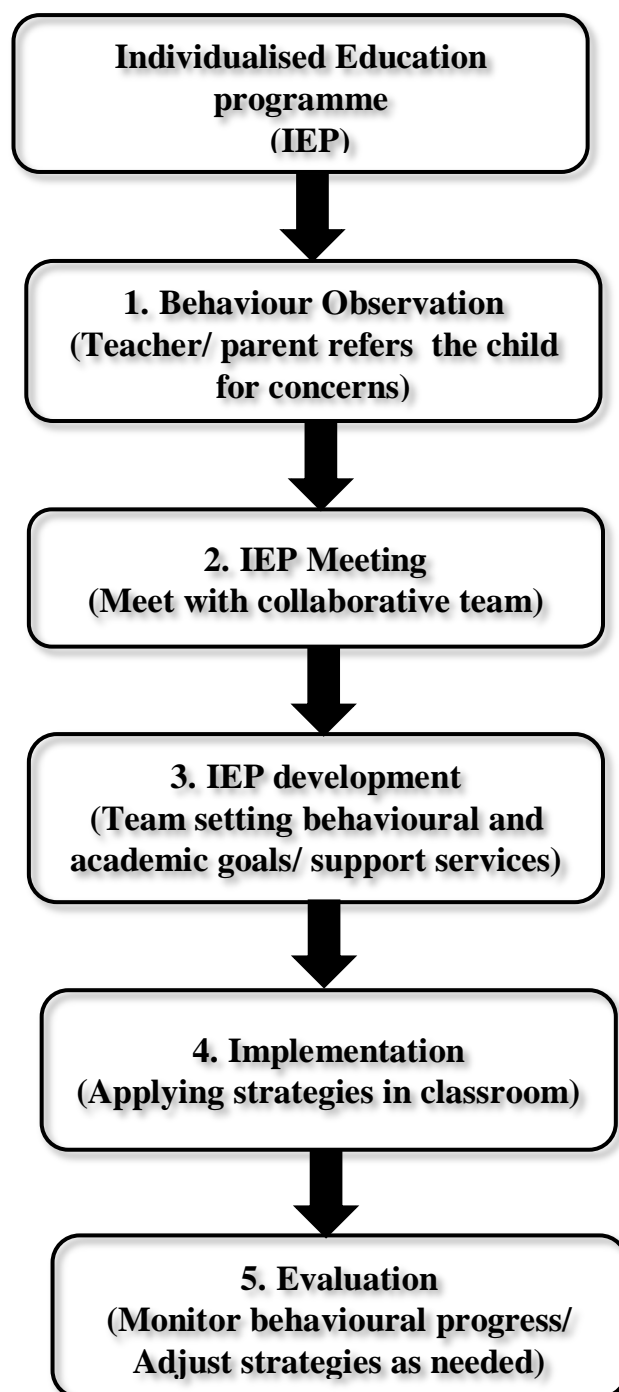 Individualised Education
programme
(IEP)
1. Behaviour Observation
(Teacher/ parent refers the child
for concerns)
2. IEP Meeting
(Meet with collaborative team)
3. IEP development
(Team setting behavioural and
academic goals/ support services)
4. Implementation
(Applying strategies in classroom)
5. Evaluation
(Monitor behavioural progress/
Adjust strategies as needed)